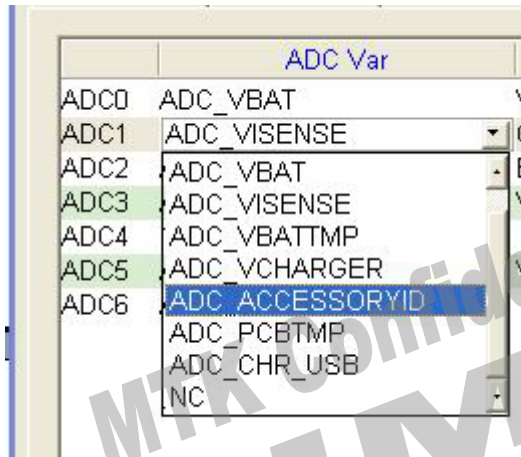 ADC Var
ADC0 ADC_VBAT
ADC1 ADC_VISENSE
ADC2 ADC_VBAT
ADC3 ADC_VISENSE
ADC4 ADC_VBATTMP
ADC5 ADC_VCHARGER
ADC6 ADC_ACCESSORYID
ADC_PCBTMP
ADC_CHR_USB
NC
MTK Confide